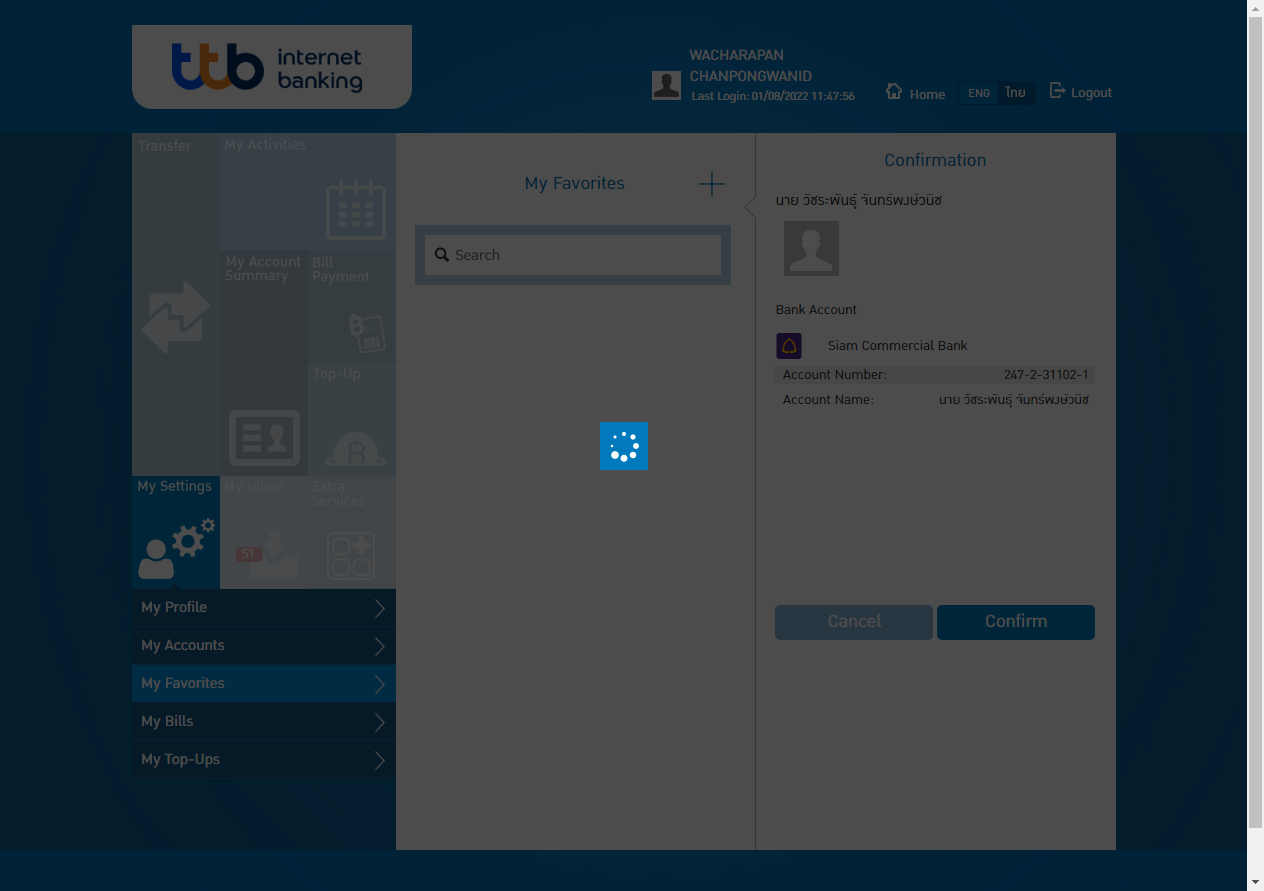 ttb internet
banking
WACHARAPAN
CHANPONGWANID
Last Login: 01/08/2022 11:47:56
Home
ENG
ไทย
Logout
Transfer
My Activities
My Account
Summary
Bill
Payment
Top-Up
My Settings
My Inbox
51
Extra
Services
My Profile
My Accounts
My Favorites
My Bills
My Top-Ups
My Favorites
Search
Confirmation
นาย วัชระพันธุ์ จันทร์พงษ์วนิช
Bank Account
Siam Commercial Bank
Account Number: 247-2-31102-1
Account Name: นาย วัชระพันธุ์ จันทร์พงษ์วนิช
Cancel
Confirm